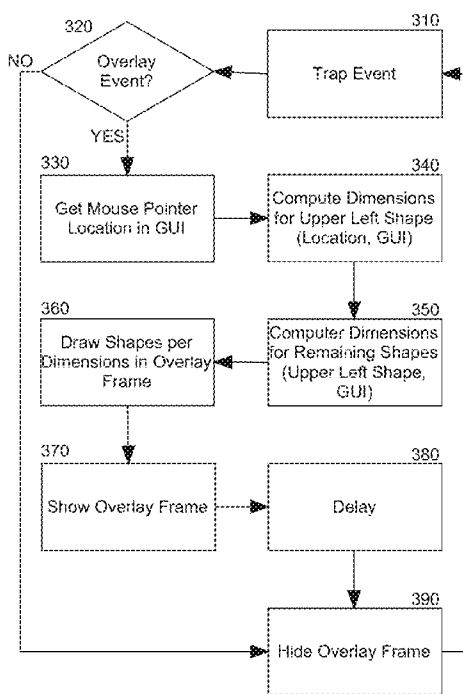 320
310
NO
Overlay
Event?
Trap Event
YES
330
340
Get Mouse Pointer
Location in GUI
Compute Dimensions
for Upper Left Shape
(Location, GUI)
360
350
Draw Shapes per
Dimensions in Overlay
Frame
Computer Dimensions
for Remaining Shapes
(Upper Left Shape,
GUI)
370
380
Show Overlay Frame
Delay
390
Hide Overlay Frame